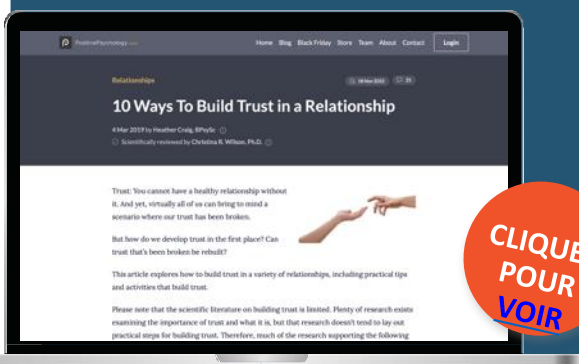 PositivePsychology.com
Home Blog Black Friday Store Team About Contact Login
Relationships
10 Ways To Build Trust in a Relationship
4 Mar 2019 by Heather Craig, BPsySc
Scientifically reviewed by Christina R. Wilson, Ph.D.
Trust: You cannot have a healthy relationship without
it. And yet, virtually all of us can bring to mind a
scenario where our trust has been broken.
But how do we develop trust in the first place? Can
trust that's been broken be rebuilt?
This article explores how to build trust in a variety of relationships, including practical tips
and activities that build trust.
Please note that the scientific literature on building trust is limited. Plenty of research exists
examining the importance of trust and what it is, but that research doesn't tend to lay out
practical steps for building trust. Therefore, much of the research supporting the following
CLIQUE
POUR
VOIR